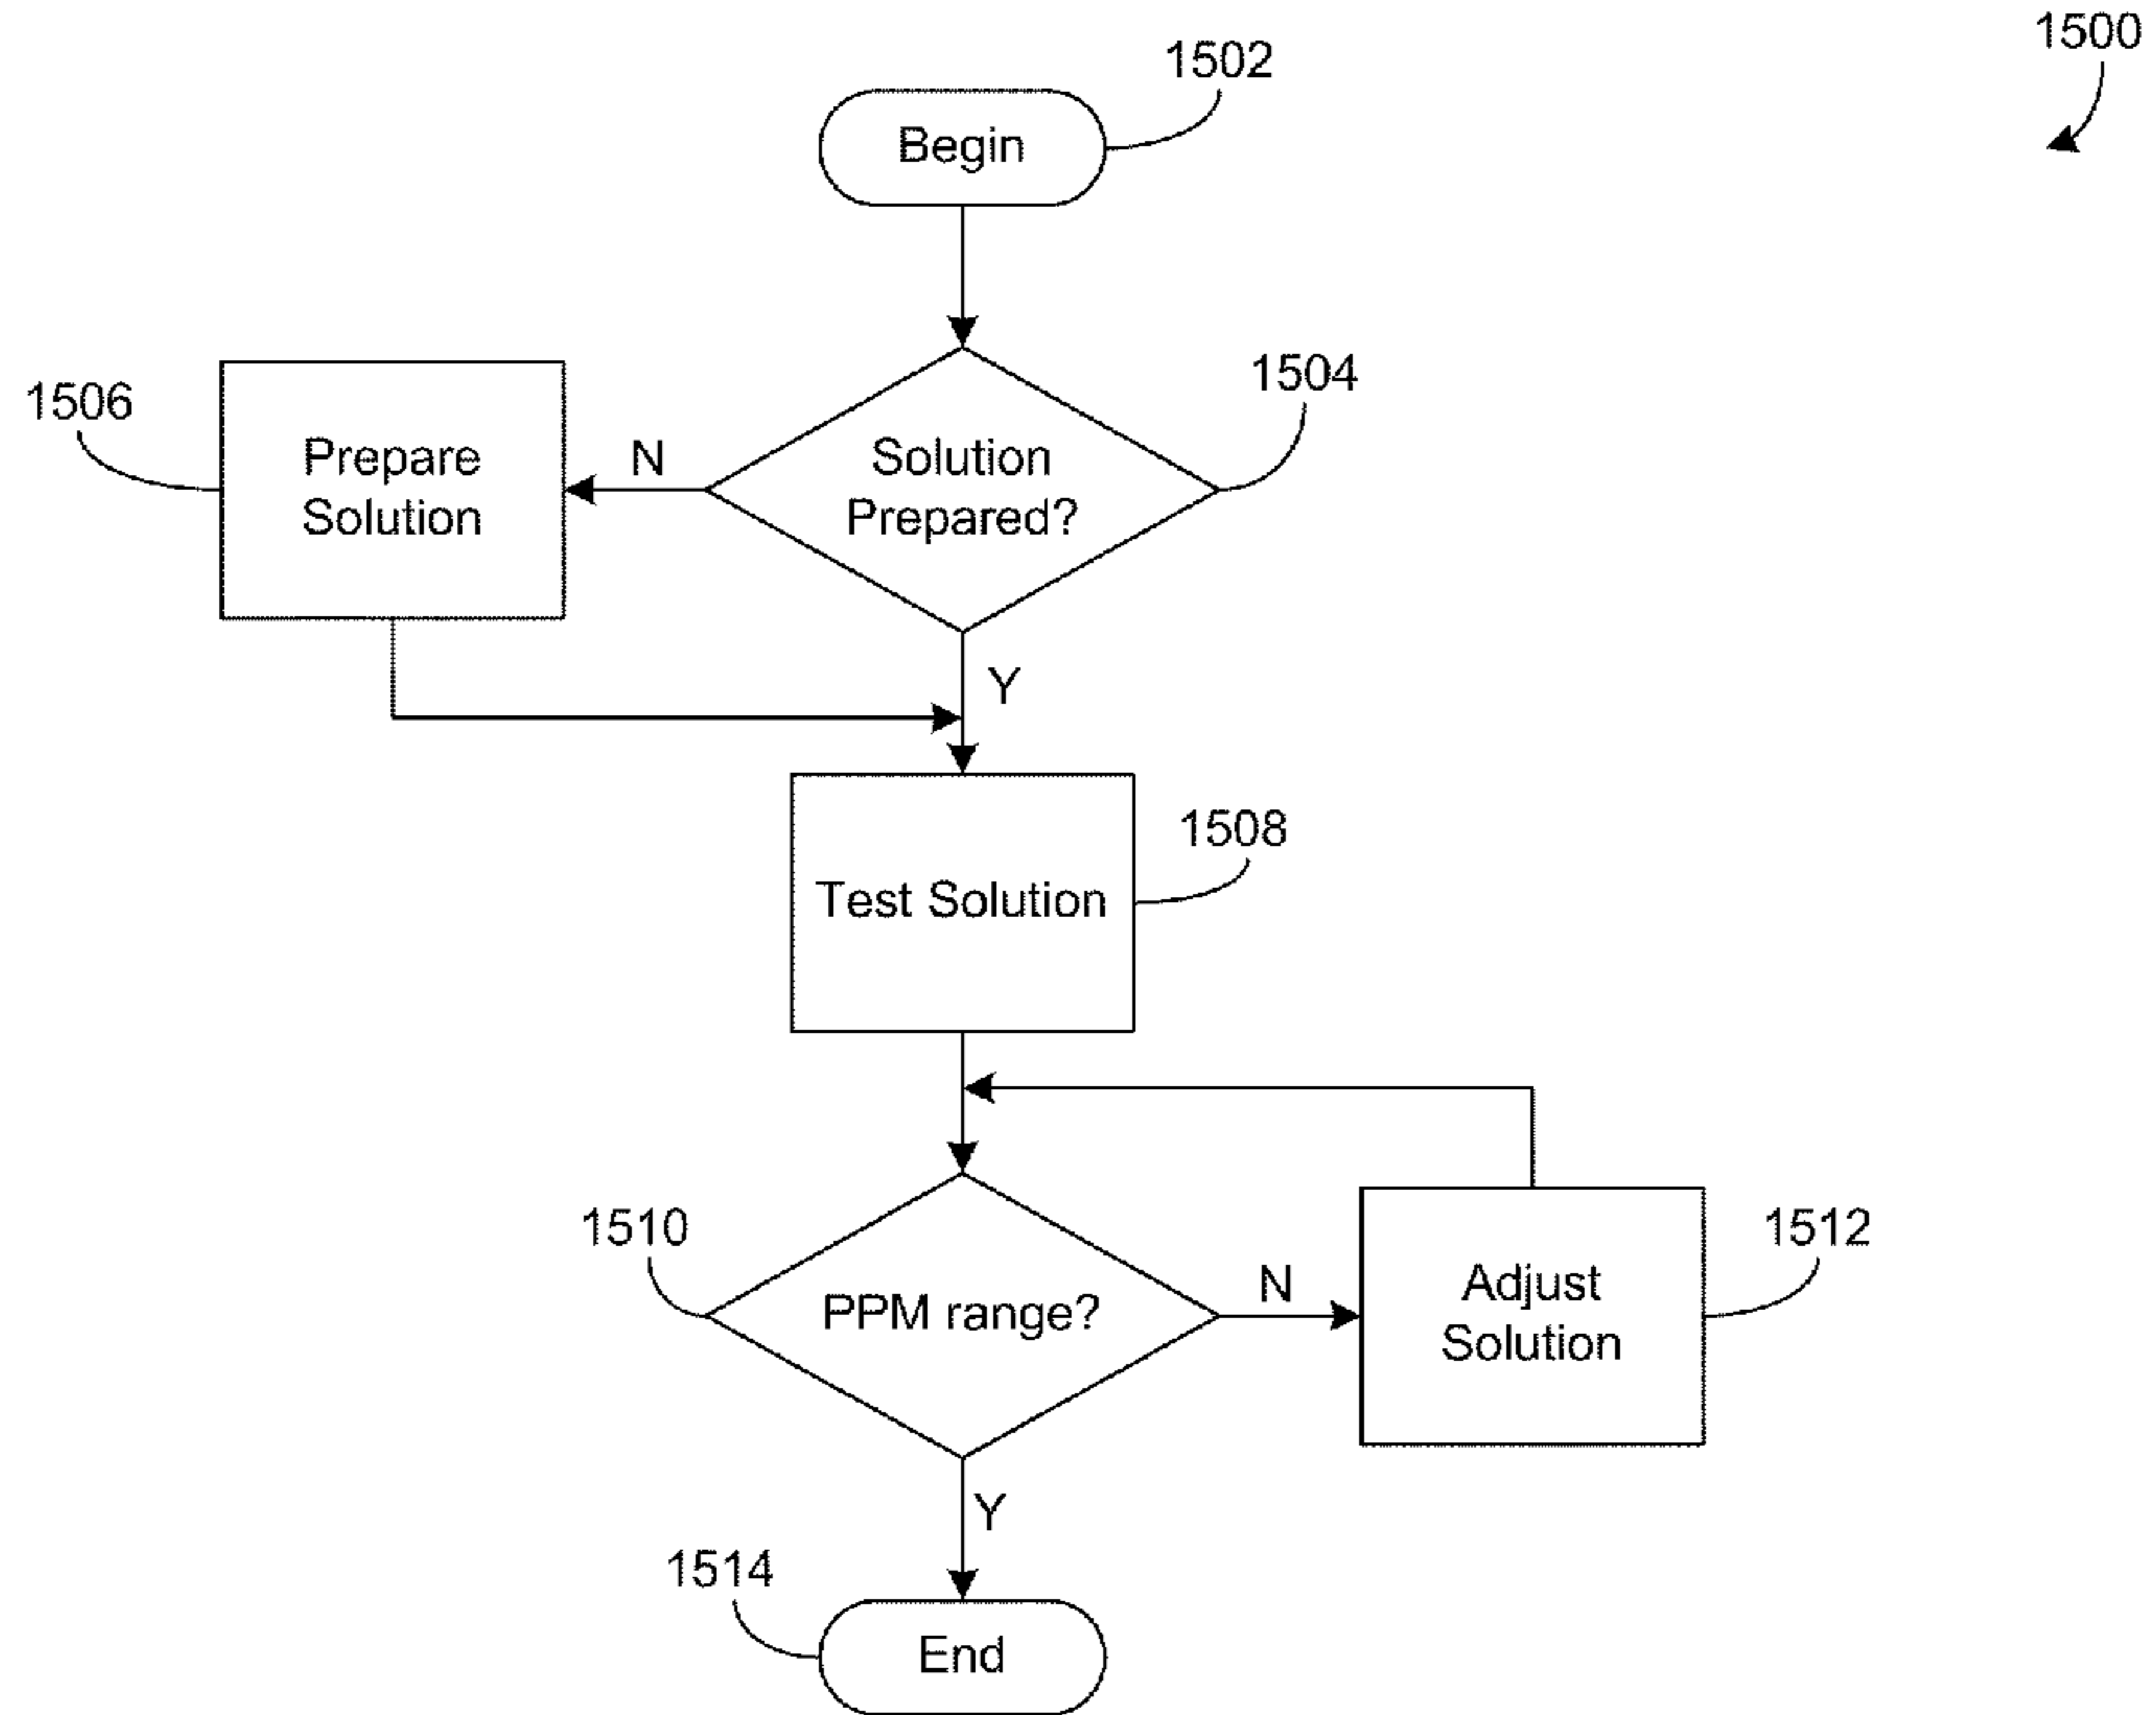 1500
1502
Begin
1504
1506
Prepare
Solution
N
Solution
Prepared?
Y
1508
Test Solution
1510
PPM range?
N
1512
Adjust
Solution
Y
1514
End